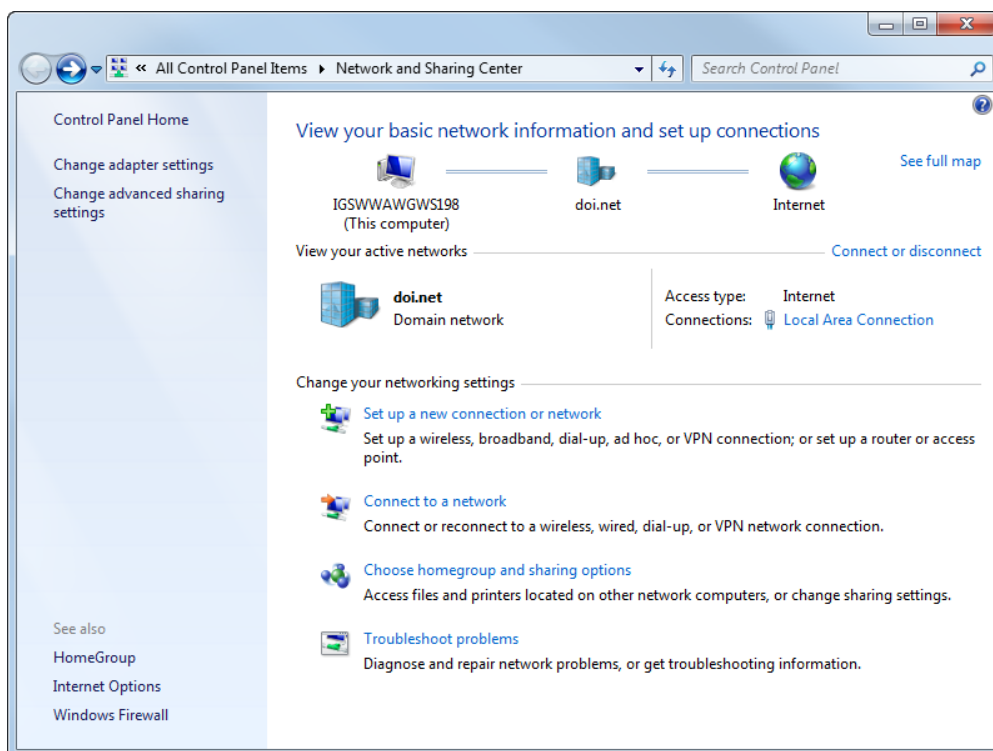 « All Control Panel Items ▸ Network and Sharing Center
Search Control Panel
Control Panel Home
Change adapter settings
Change advanced sharing
settings
See also
HomeGroup
Internet Options
Windows Firewall
View your basic network information and set up connections
See full map
IGSWWAWGWS198
(This computer)
doi.net
Internet
View your active networks
Connect or disconnect
doi.net
Domain network
Access type: Internet
Connections: Local Area Connection
Change your networking settings
Set up a new connection or network
Set up a wireless, broadband, dial-up, ad hoc, or VPN connection; or set up a router or access
point.
Connect to a network
Connect or reconnect to a wireless, wired, dial-up, or VPN network connection.
Choose homegroup and sharing options
Access files and printers located on other network computers, or change sharing settings.
Troubleshoot problems
Diagnose and repair network problems, or get troubleshooting information.